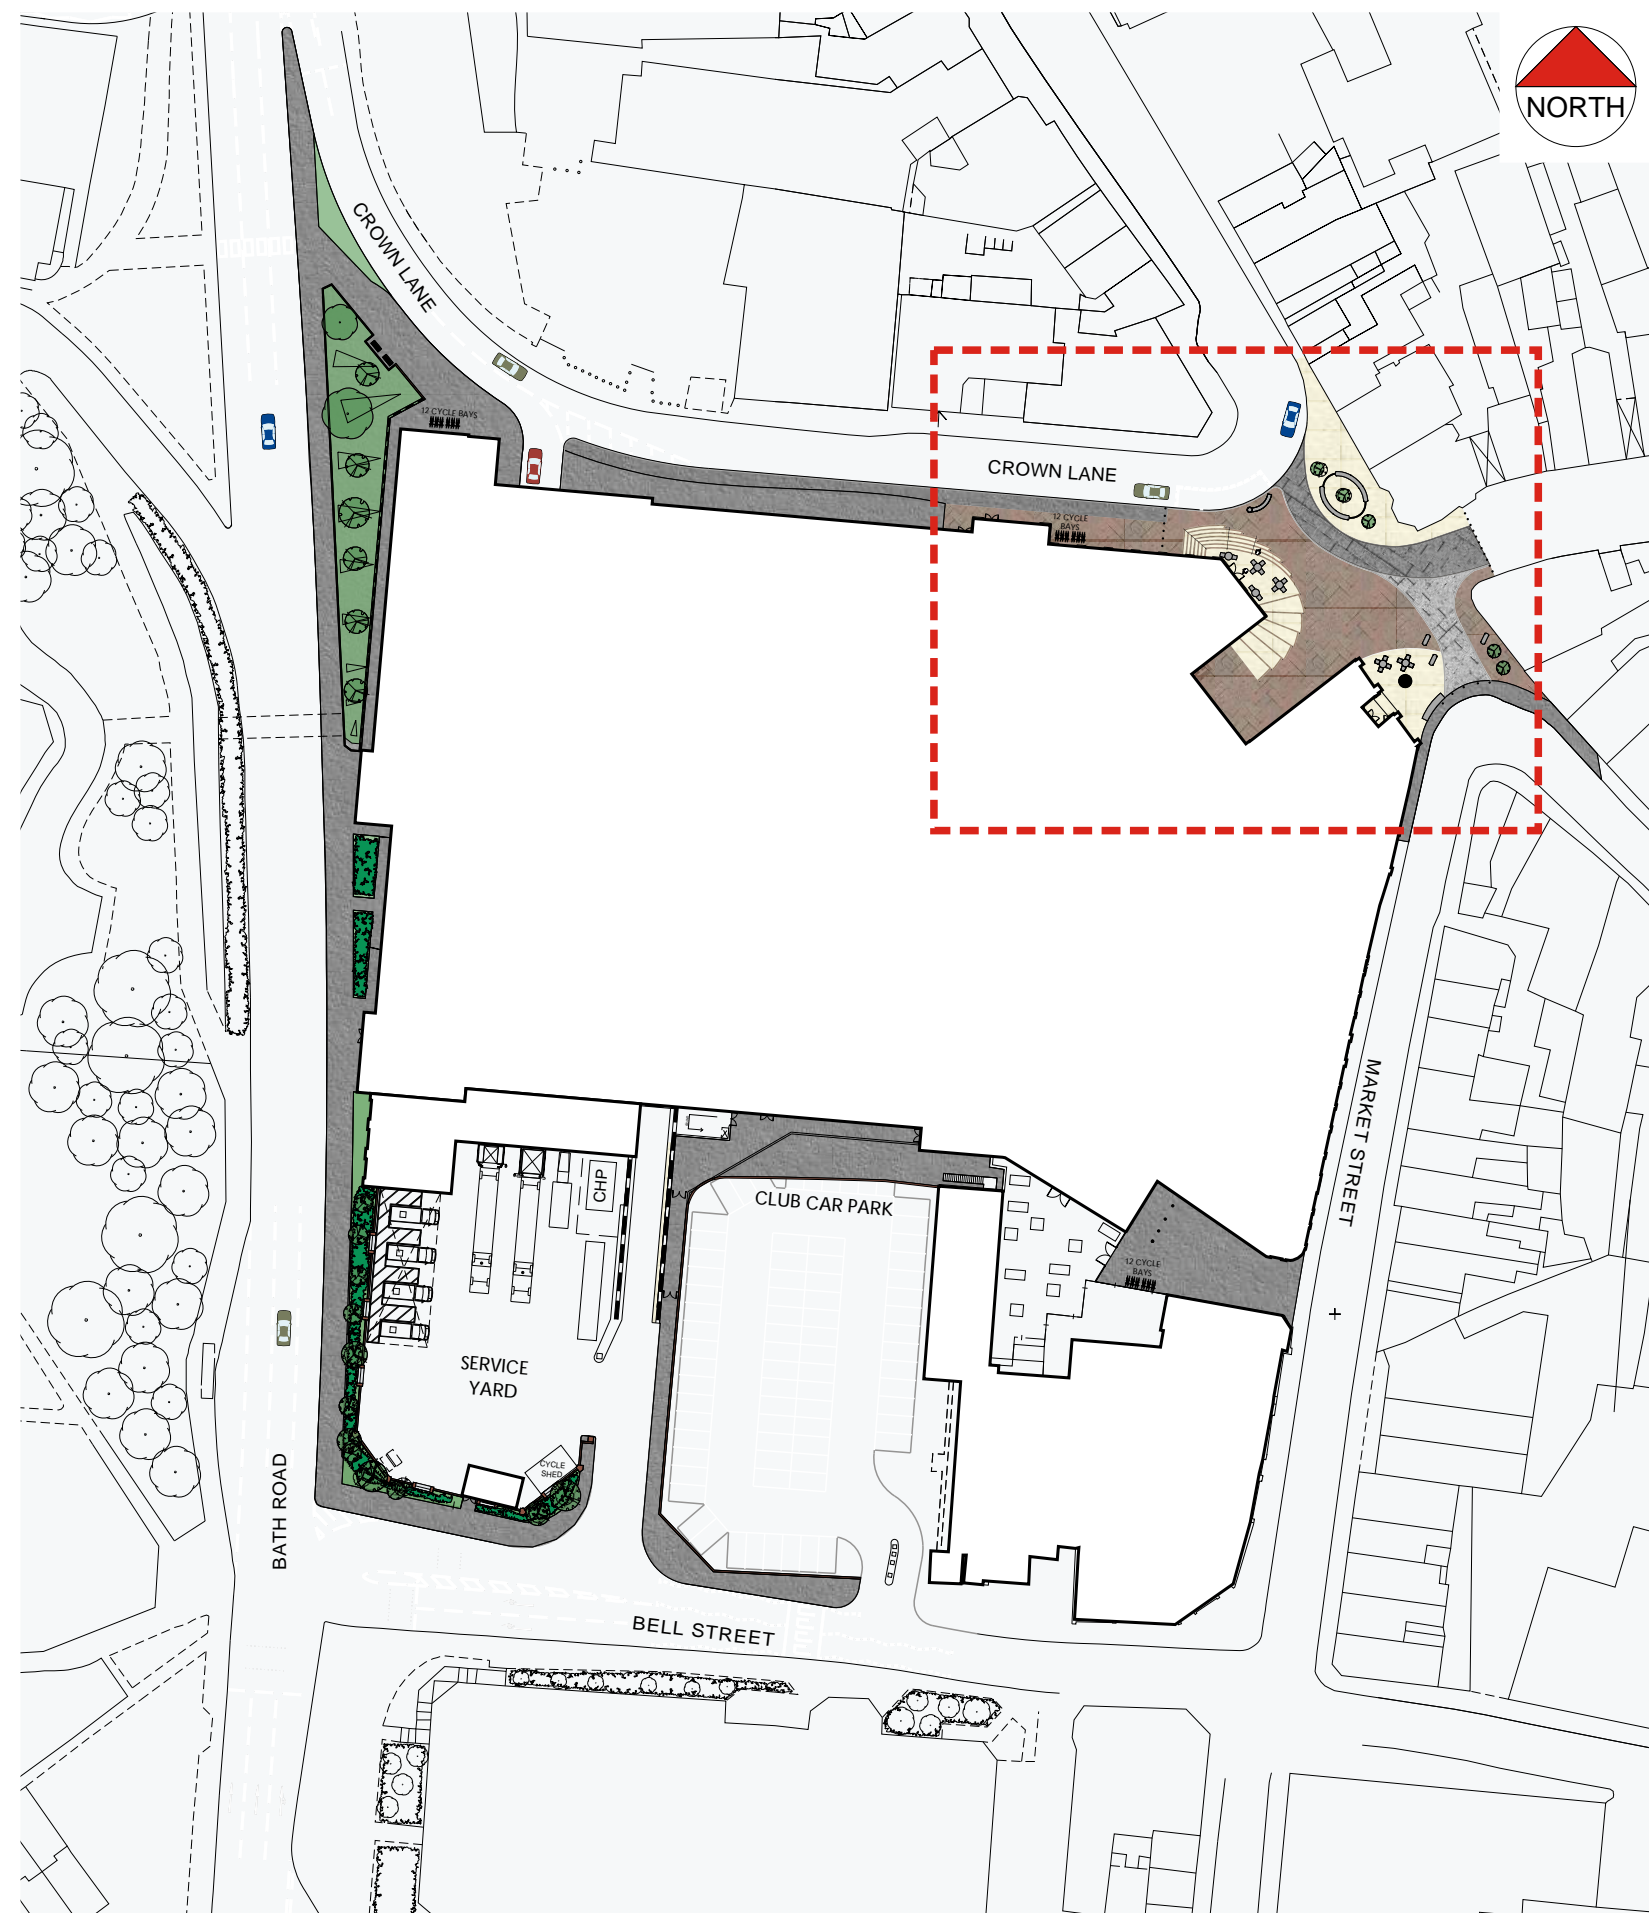 NORTH
CROWN LANE
12 CYCLE BAYS
CROWN LANE
12 CYCLE
BAYS
MARKET STREET
CHP
CLUB CAR PARK
12 CYCLE
BAYS
SERVICE
YARD
CYCLE
SHED
BATH ROAD
BELL STREET